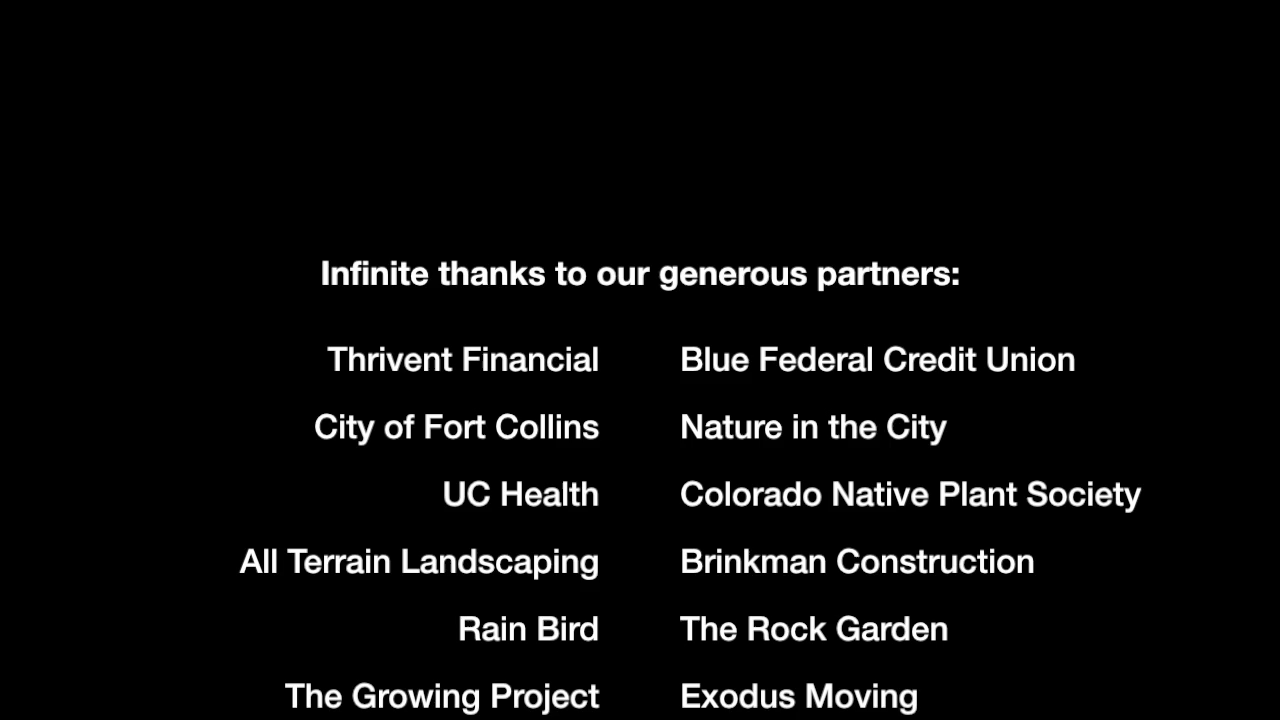 Infinite thanks to our generous partners:
Thrivent Financial Blue Federal Credit Union
City of Fort Collins Nature in the City
UC Health Colorado Native Plant Society
All Terrain Landscaping Brinkman Construction
Rain Bird The Rock Garden
The Growing Project Exodus Moving